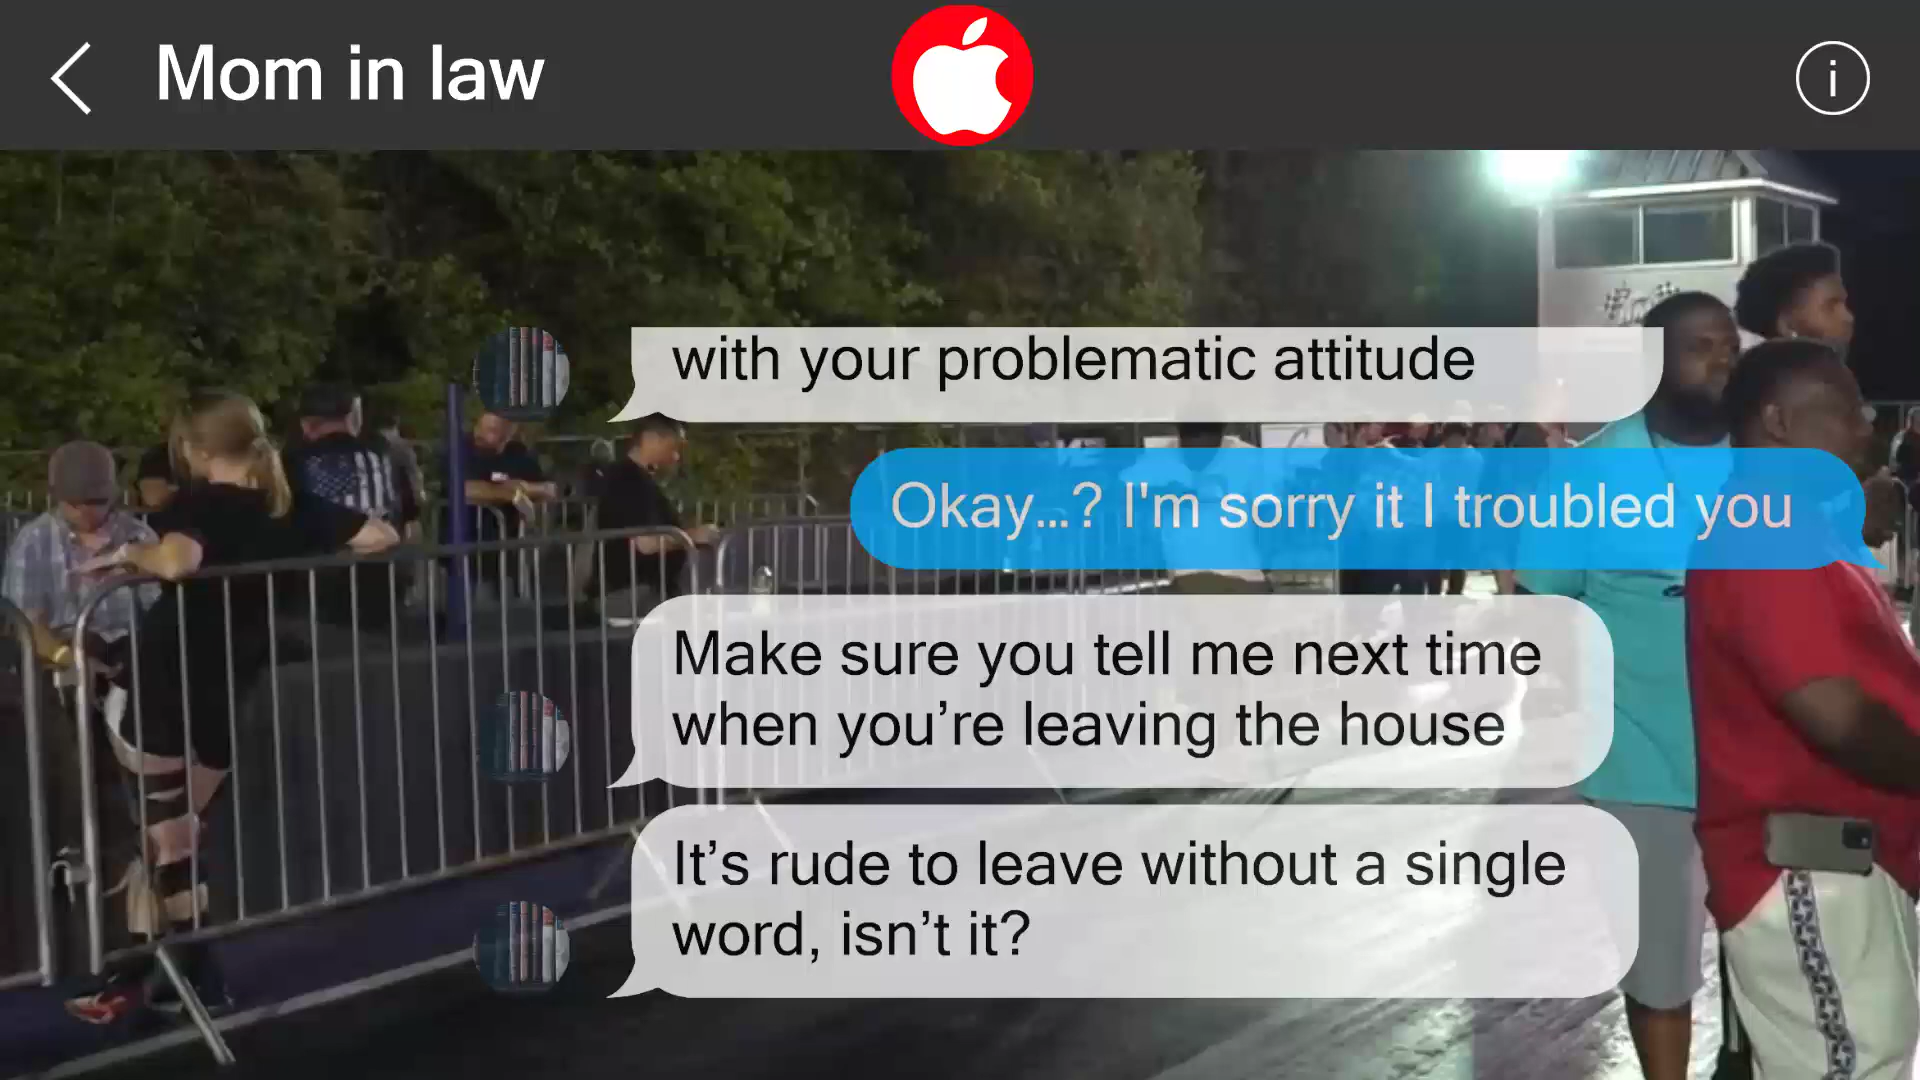 Mom in law
i
with your problematic attitude
Okay...? I'm sorry it I troubled you
Make sure you tell me next time
when you’re leaving the house
It’s rude to leave without a single
word, isn’t it?